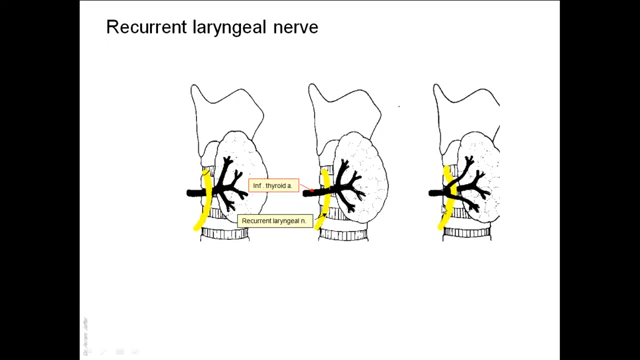 Recurrent laryngeal nerve
Inf. thyroid a
Recurrent laryngeal n.